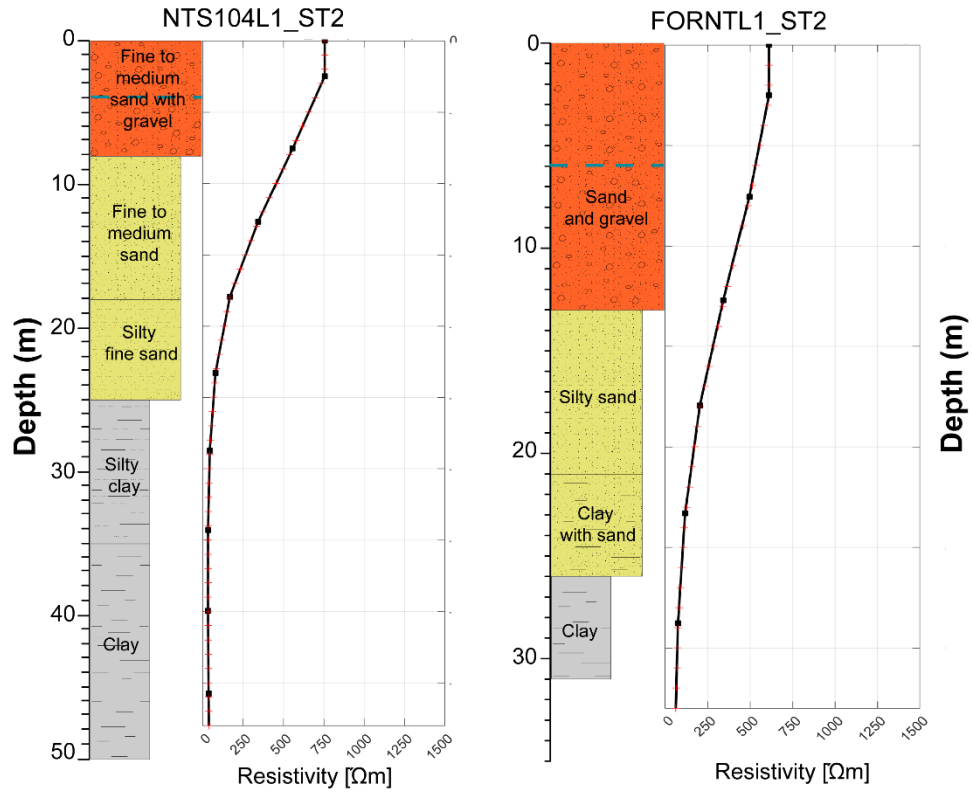 NTS104L1_ST2
0
Fine to
medium
sand with
gravel
10
Fine to
medium
sand
20
Silty
fine sand
Depth (m)
30
Silty
clay
40
Clay
50
0
0
250
500
750
1000
1250
1500
Resistivity [Ωm]
FORNTL1_ST2
0
Sand
and gravel
10
Silty sand
20
Clay
with sand
30
Clay
Depth (m)
0
250
500
750
1000
1250
1500
Resistivity [Ωm]